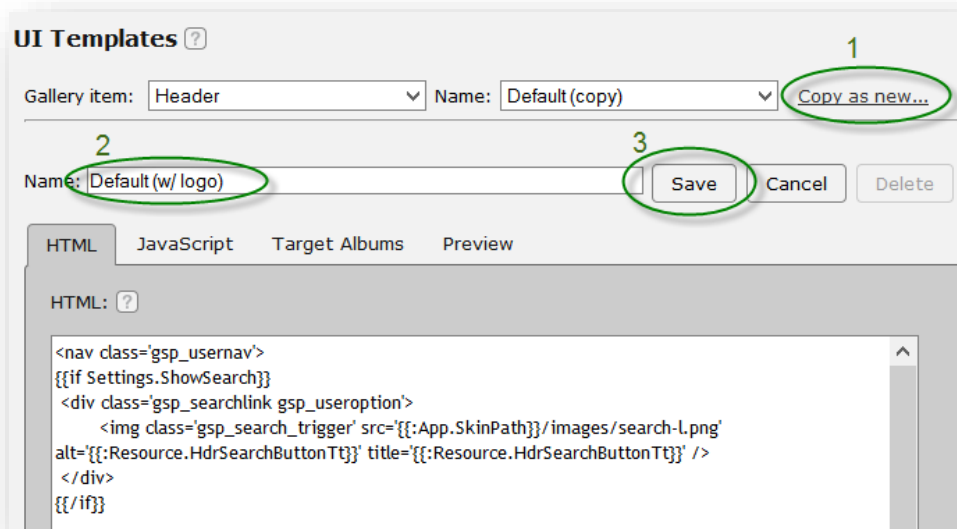 UI Templates ?
1
Gallery item: Header Name: Default (copy) Copy as new...
2
3
Name: Default (w/ logo) Save Cancel Delete
HTML JavaScript Target Albums Preview
HTML: ?
<nav class='gsp_usernav'>
{{if Settings.ShowSearch}}
<div class='gsp_searchlink gsp_useroption'>
<img class='gsp_search_trigger' src='{{:App.SkinPath}}/images/search-l.png'
alt='{{:Resource.HdrSearchButtonTt}}' title='{{:Resource.HdrSearchButtonTt}}' />
</div>
{{/if}}